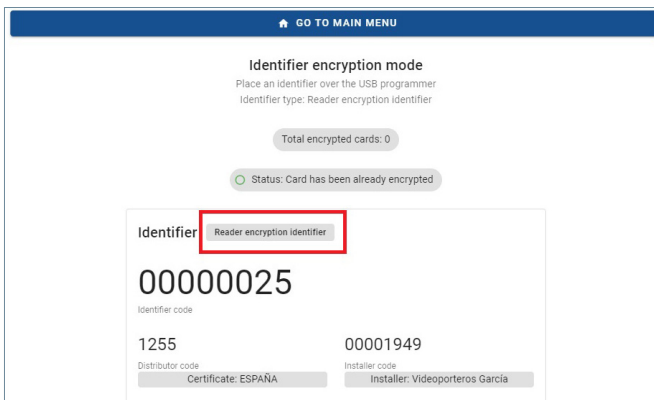 GO TO MAIN MENU
Identifier encryption mode
Place an identifier over the USB programmer
Identifier type: Reader encryption identifier
Total encrypted cards: 0
Status: Card has been already encrypted
Identifier Reader encryption identifier
00000025
Identifier code
1255 00001949
Distributor code Installer code
Certificate: ESPAÑA Installer: Videoporteros García